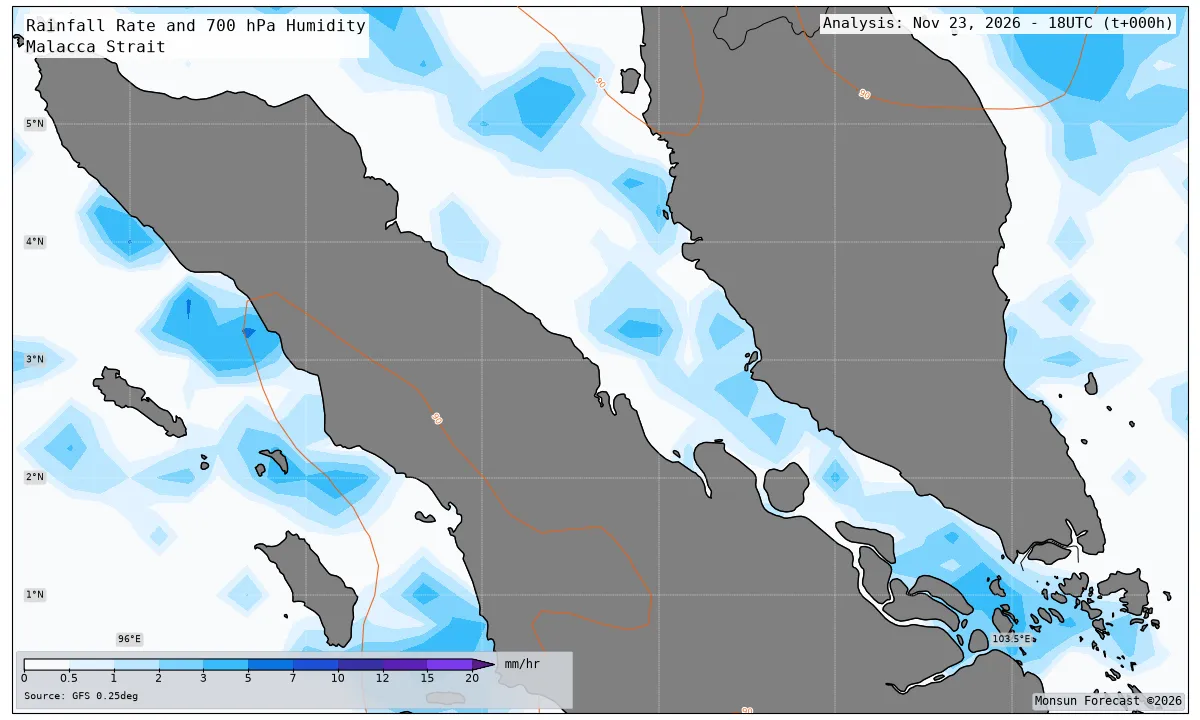 Rainfall Rate and 700 hPa Humidity
Malacca Strait
Analysis: Nov 23, 2026 - 18UTC (t+000h)
90
90
5°N
4°N
3°N
90
2°N
1°N
96°E
103.5°E
mm/hr
0 0.5 1 2 3 5 7 10 12 15 20
Source: GFS 0.25deg
90
Monsun Forecast ©2026